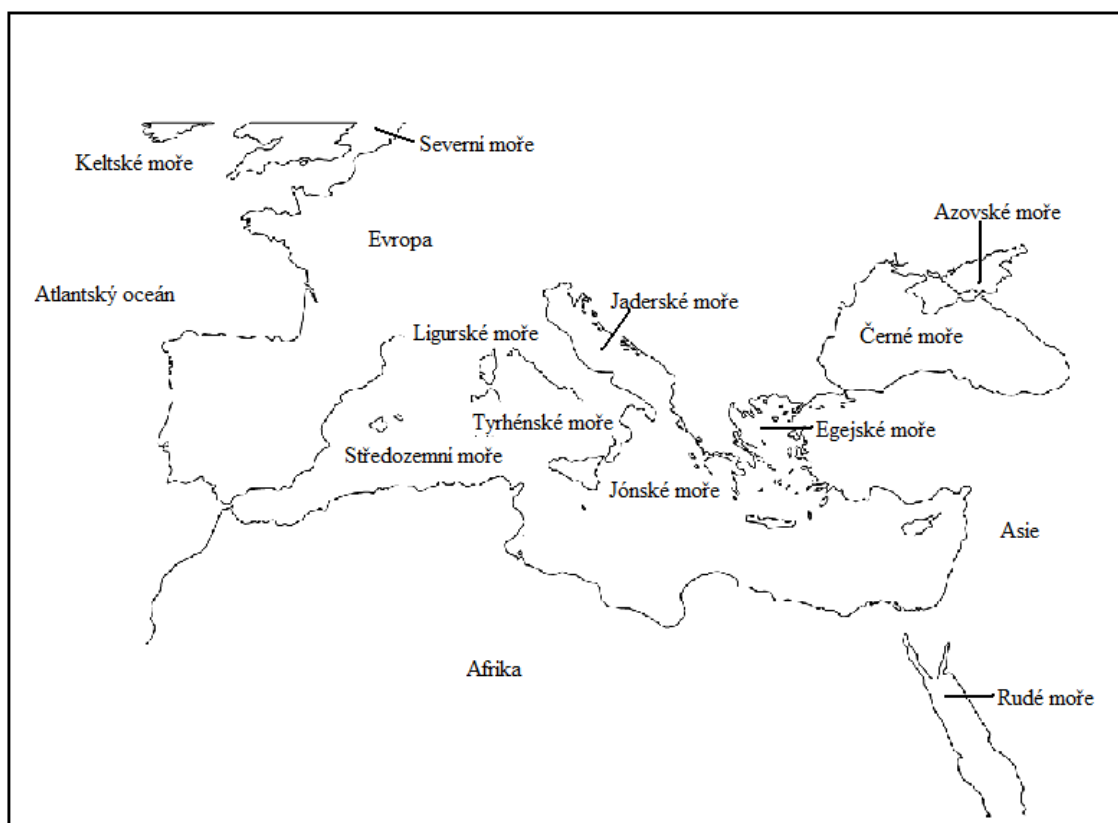 Severní moře
Keltské moře
Azovské moře
Evropa
Atlantský oceán
Jaderské moře
Ligurské moře
Černé moře
Tyrhénské moře
Egejské moře
Středozemní moře
Jónské moře
Asie
Afrika
Rudé moře